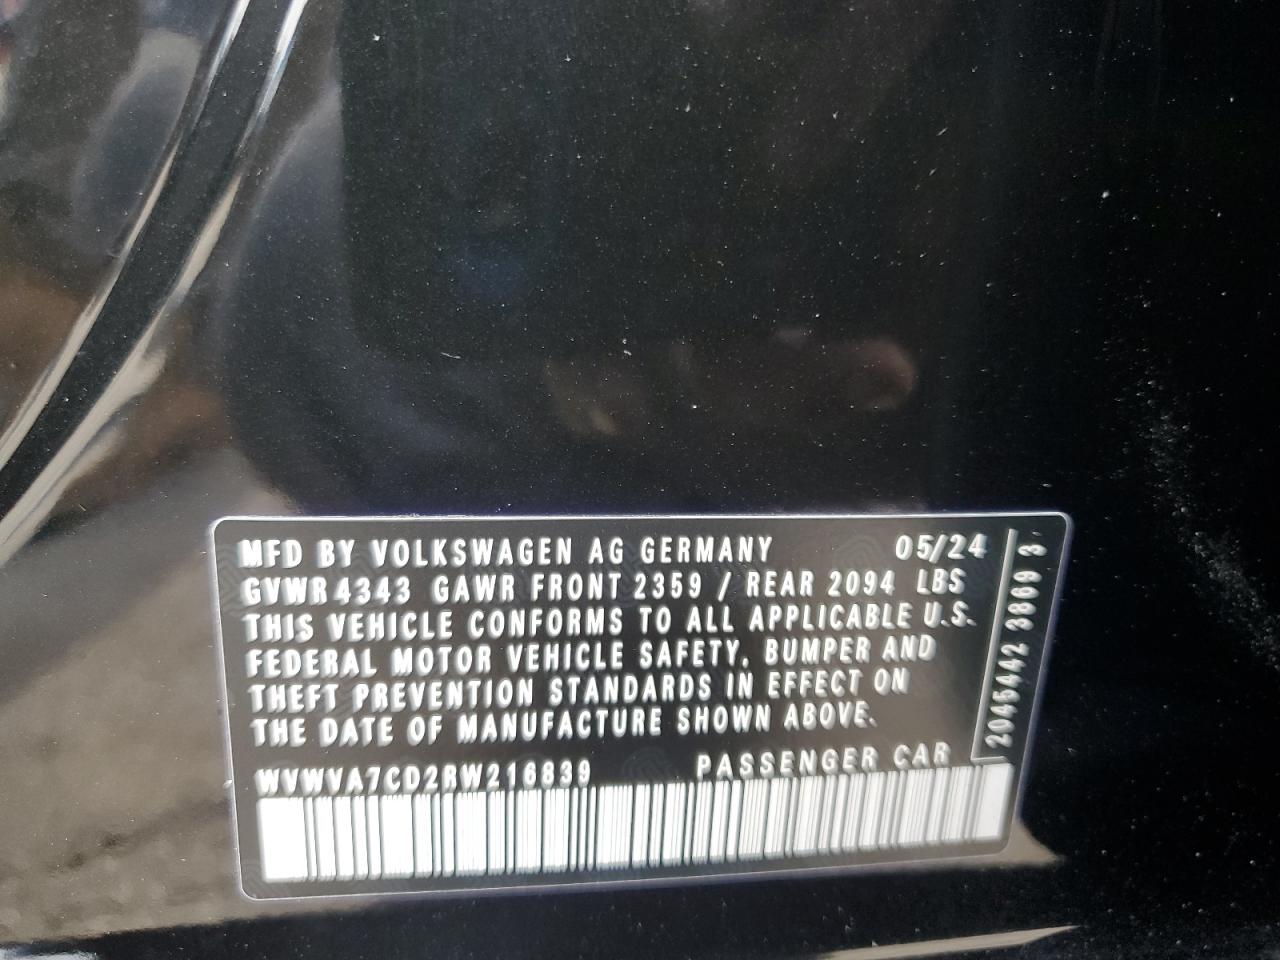 MFD BY VOLKSWAGEN AG GERMANY 05/24
GVWR 4343 GAWR FRONT 2359 / REAR 2094 LBS
THIS VEHICLE CONFORMS TO ALL APPLICABLE U.S.
FEDERAL MOTOR VEHICLE SAFETY, BUMPER AND
THEFT PREVENTION STANDARDS IN EFFECT ON
THE DATE OF MANUFACTURE SHOWN ABOVE.
WVWVA7CD2RW216839 PASSENGER CAR
2045442 3869 3